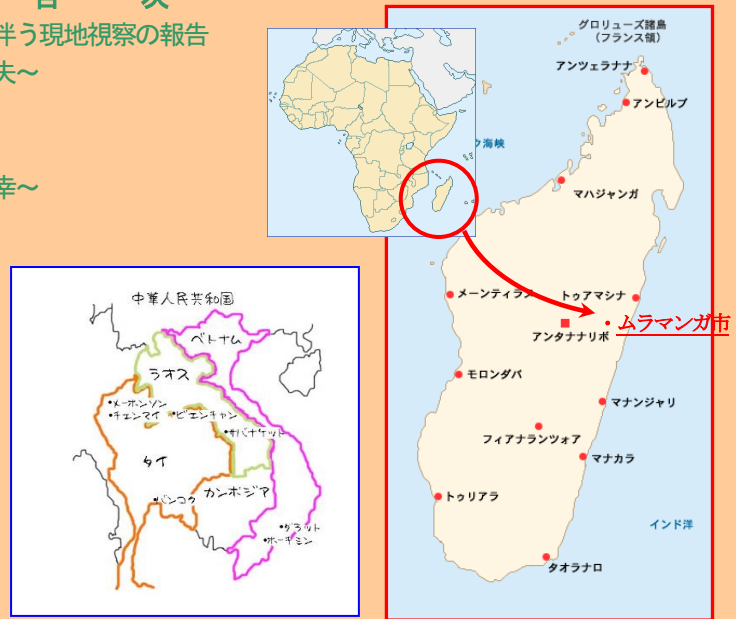 伴う現地視察の報告
夫〜
幸〜
グロリューズ諸島
（フランス領）
アンツェラナナ
アンビルブ
ク海峡
マハジャンガ
メーンティラヌ
トゥアマシナ
・ムラマンガ市
アンタナナリボ
モロンダバ
マナンジャリ
フィアナランツォア
マナカラ
トゥリアラ
インド洋
タオラナロ
中華人民共和国
ベトナム
ラオス
・メーホンソン
・チェンマイ
・ビエンチャン
・サバナケット
タイ
カンボジア
・バンコク
・ダラット
・ホーチミン